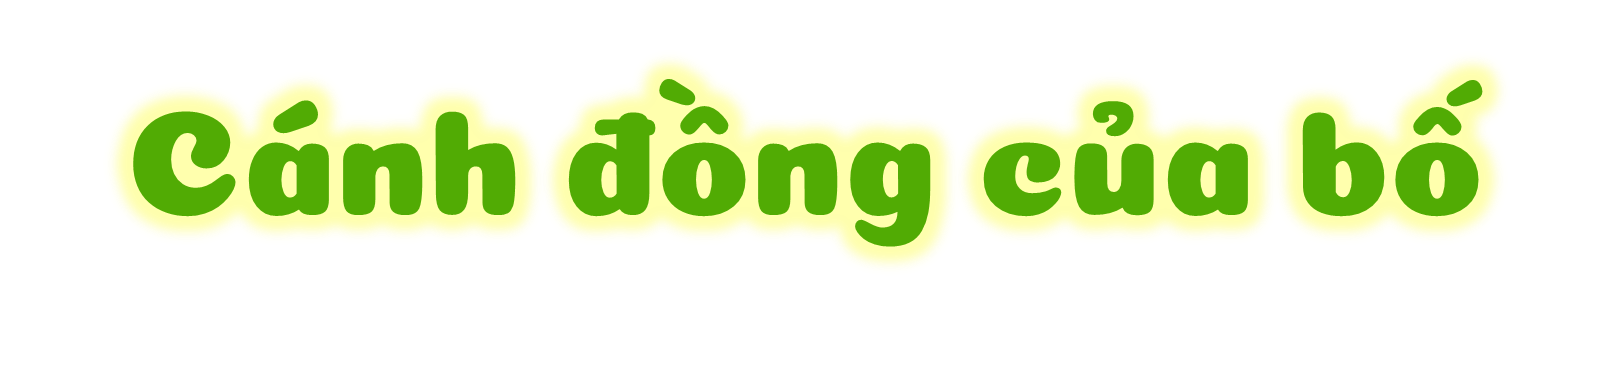 Cánh đồng của bố